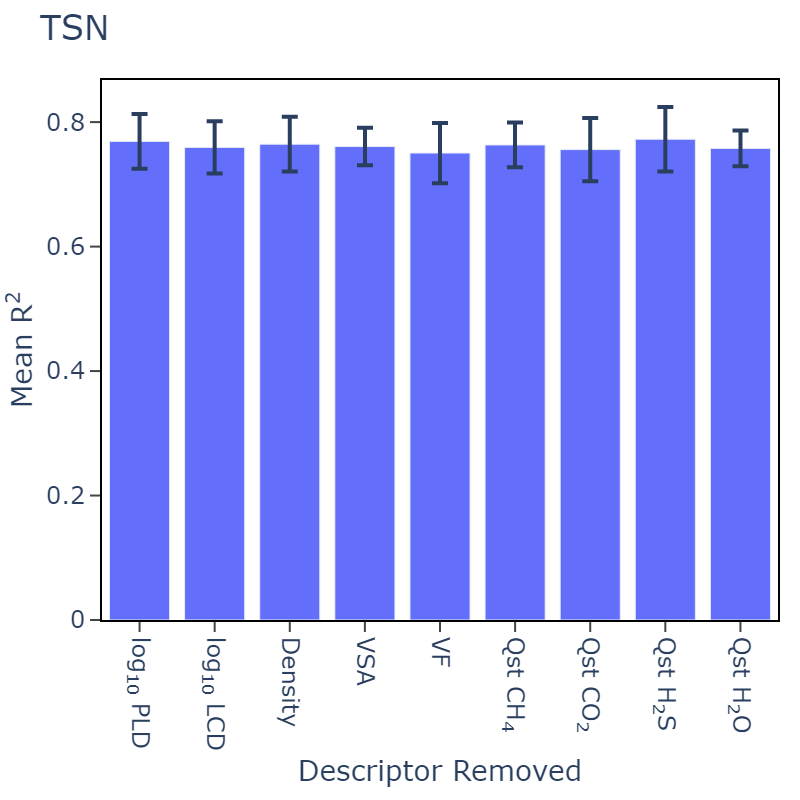 TSN
Mean R²
0.8
0.6
0.4
0.2
0
log₁₀ PLD
log₁₀ LCD
Density
VSA
VF
Qst CH₄
Qst CO₂
Qst H₂S
Qst H₂O
Descriptor Removed